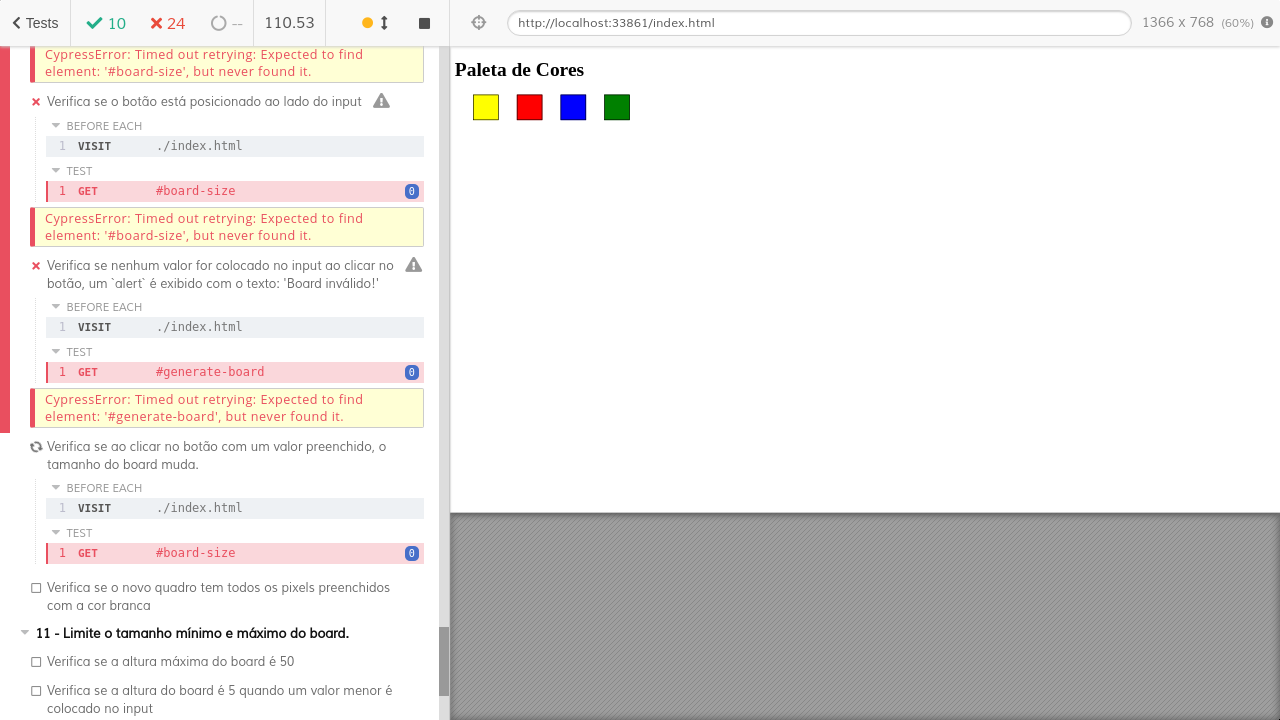 Tests 10 24 -- 110.53
http://localhost:33861/index.html 1366 x 768 (60%)
CypressError: Timed out retrying: Expected to find
element: '#board-size', but never found it.
Verifica se o botão está posicionado ao lado do input
BEFORE EACH
1 VISIT ./index.html
TEST
1 GET #board-size 0
CypressError: Timed out retrying: Expected to find
element: '#board-size', but never found it.
Verifica se nenhum valor for colocado no input ao clicar no
botão, um `alert` é exibido com o texto: 'Board inválido!'
BEFORE EACH
1 VISIT ./index.html
TEST
1 GET #generate-board 0
CypressError: Timed out retrying: Expected to find
element: '#generate-board', but never found it.
Verifica se ao clicar no botão com um valor preenchido, o
tamanho do board muda.
BEFORE EACH
1 VISIT ./index.html
TEST
1 GET #board-size 0
Verifica se o novo quadro tem todos os pixels preenchidos
com a cor branca
11 - Limite o tamanho mínimo e máximo do board.
Verifica se a altura máxima do board é 50
Verifica se a altura do board é 5 quando um valor menor é
colocado no input
Paleta de Cores